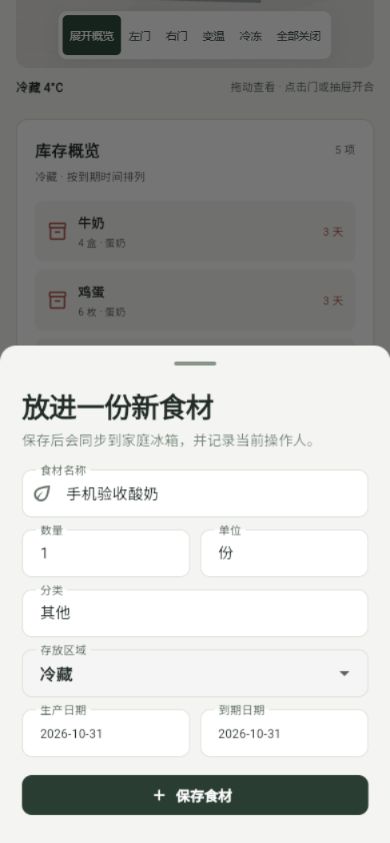 展开概览 左门 右门 变温 冷冻 全部关闭
冷藏 4°C 拖动查看 · 点击门或抽屉开合
库存概览 5 项
冷藏 · 按到期时间排列
牛奶
4 盒 · 蛋奶
3 天
鸡蛋
6 枚 · 蛋奶
3 天
放进一份新食材
保存后会同步到家庭冰箱，并记录当前操作人。
食材名称
手机验收酸奶
数量 单位
1 份
分类
其他
存放区域
冷藏
生产日期 到期日期
2026-10-31 2026-10-31
+ 保存食材